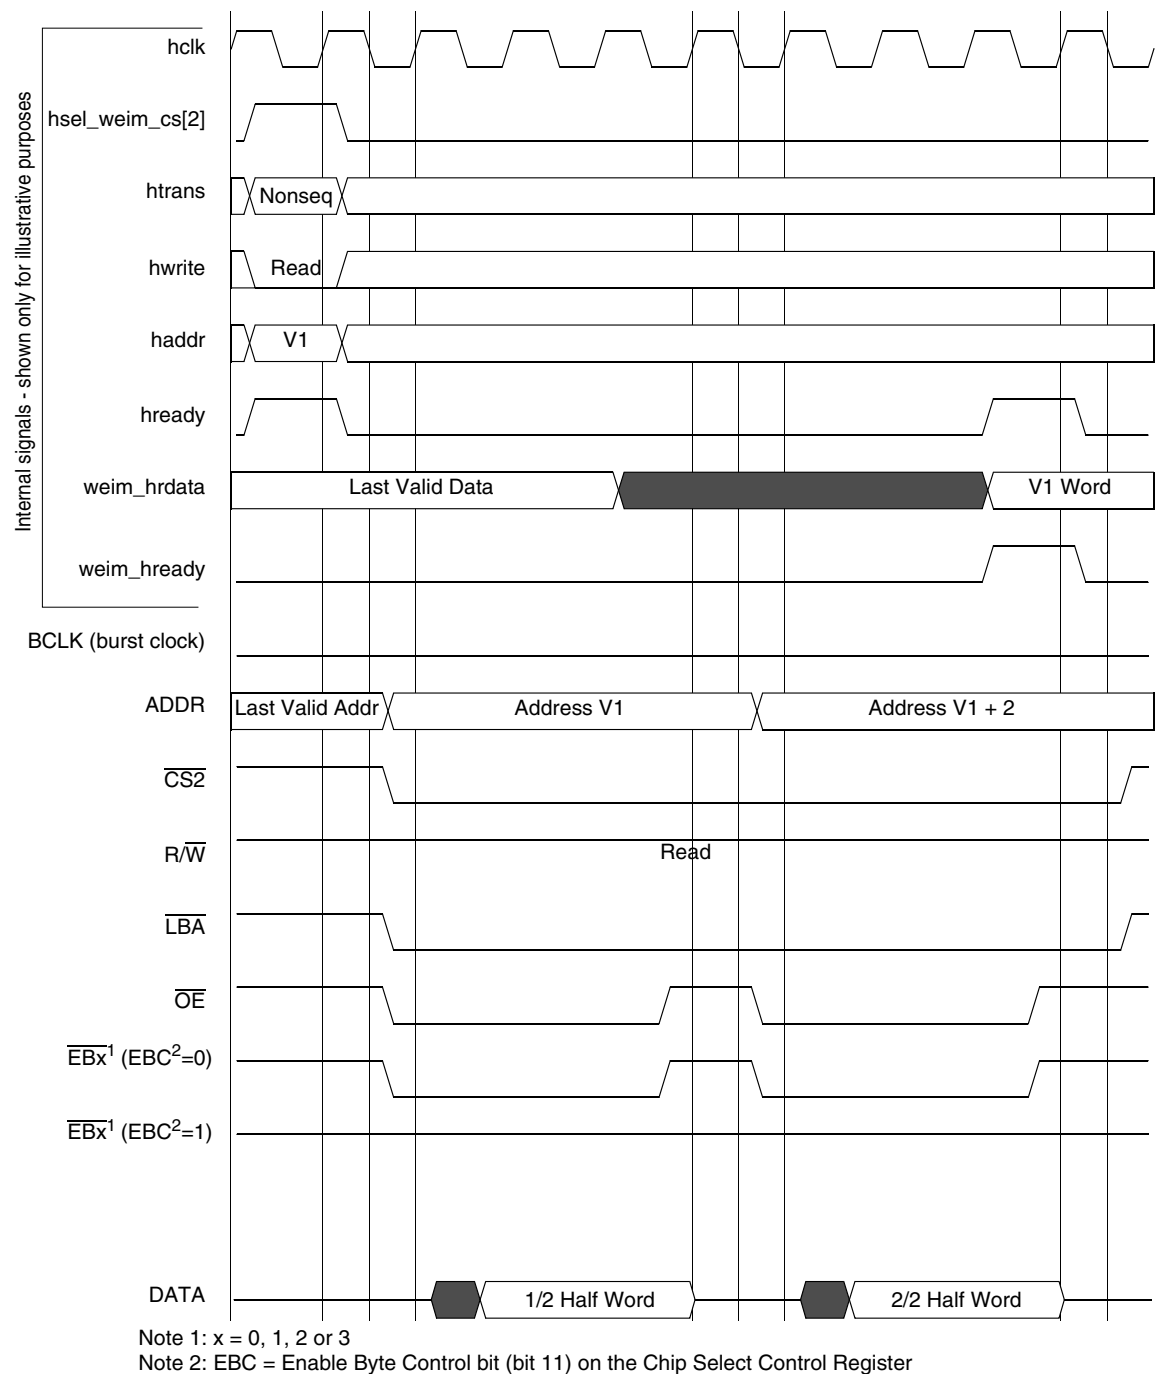 Internal signals - shown only for illustrative purposes
hclk
hsel_weim_cs[2]
htrans
Nonseq
hwrite
Read
haddr
V1
hready
weim_hrdata
Last Valid Data
V1 Word
weim_hready
BCLK (burst clock)
ADDR
Last Valid Addr
Address V1
Address V1 + 2
CS2
R/W
Read
LBA
OE
EBx1 (EBC2=0)
EBx1 (EBC2=1)
DATA
1/2 Half Word
2/2 Half Word
Note 1: x = 0, 1, 2 or 3
Note 2: EBC = Enable Byte Control bit (bit 11) on the Chip Select Control Register